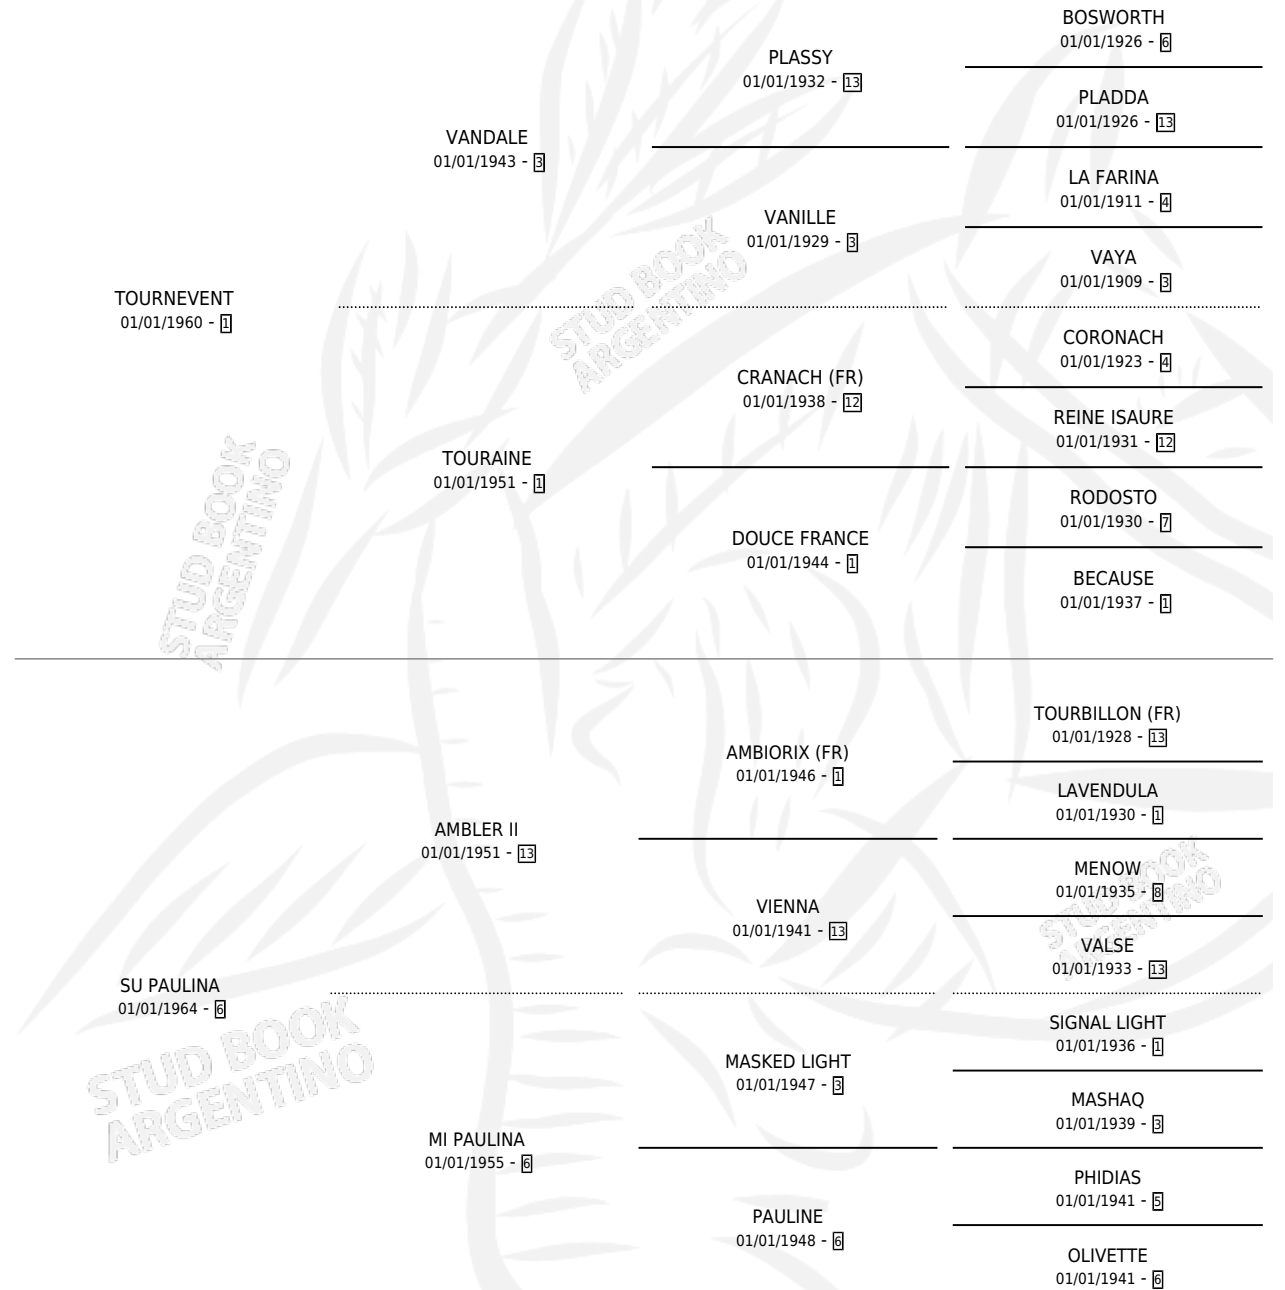 BOSWORTH
01/01/1926 - 6
PLASSY
01/01/1932 - 13
PLADDA
01/01/1926 - 13
VANDALE
01/01/1943 - 3
LA FARINA
01/01/1911 - 4
VANILLE
01/01/1929 - 3
VAYA
01/01/1909 - 3
STUD BOOK
ARGENTINO
TOURNEVENT
01/01/1960 - 1
CORONACH
01/01/1923 - 4
CRANACH (FR)
01/01/1938 - 12
REINE ISAURE
01/01/1931 - 12
TOURAINE
01/01/1951 - 1
RODOSTO
01/01/1930 - 7
DOUCE FRANCE
01/01/1944 - 1
BECAUSE
01/01/1937 - 1
STUD BOOK
ARGENTINO
TOURBILLON (FR)
01/01/1928 - 13
AMBIORIX (FR)
01/01/1946 - 1
LAVENDULA
01/01/1930 - 1
AMBLER II
01/01/1951 - 13
MENOW
01/01/1935 - 8
VIENNA
01/01/1941 - 13
VALSE
01/01/1933 - 13
STUD BOOK
ARGENTINO
SU PAULINA
01/01/1964 - 6
SIGNAL LIGHT
01/01/1936 - 1
MASKED LIGHT
01/01/1947 - 3
MASHAQ
01/01/1939 - 3
STUD BOOK
ARGENTINO
MI PAULINA
01/01/1955 - 6
PHIDIAS
01/01/1941 - 5
PAULINE
01/01/1948 - 6
OLIVETTE
01/01/1941 - 6